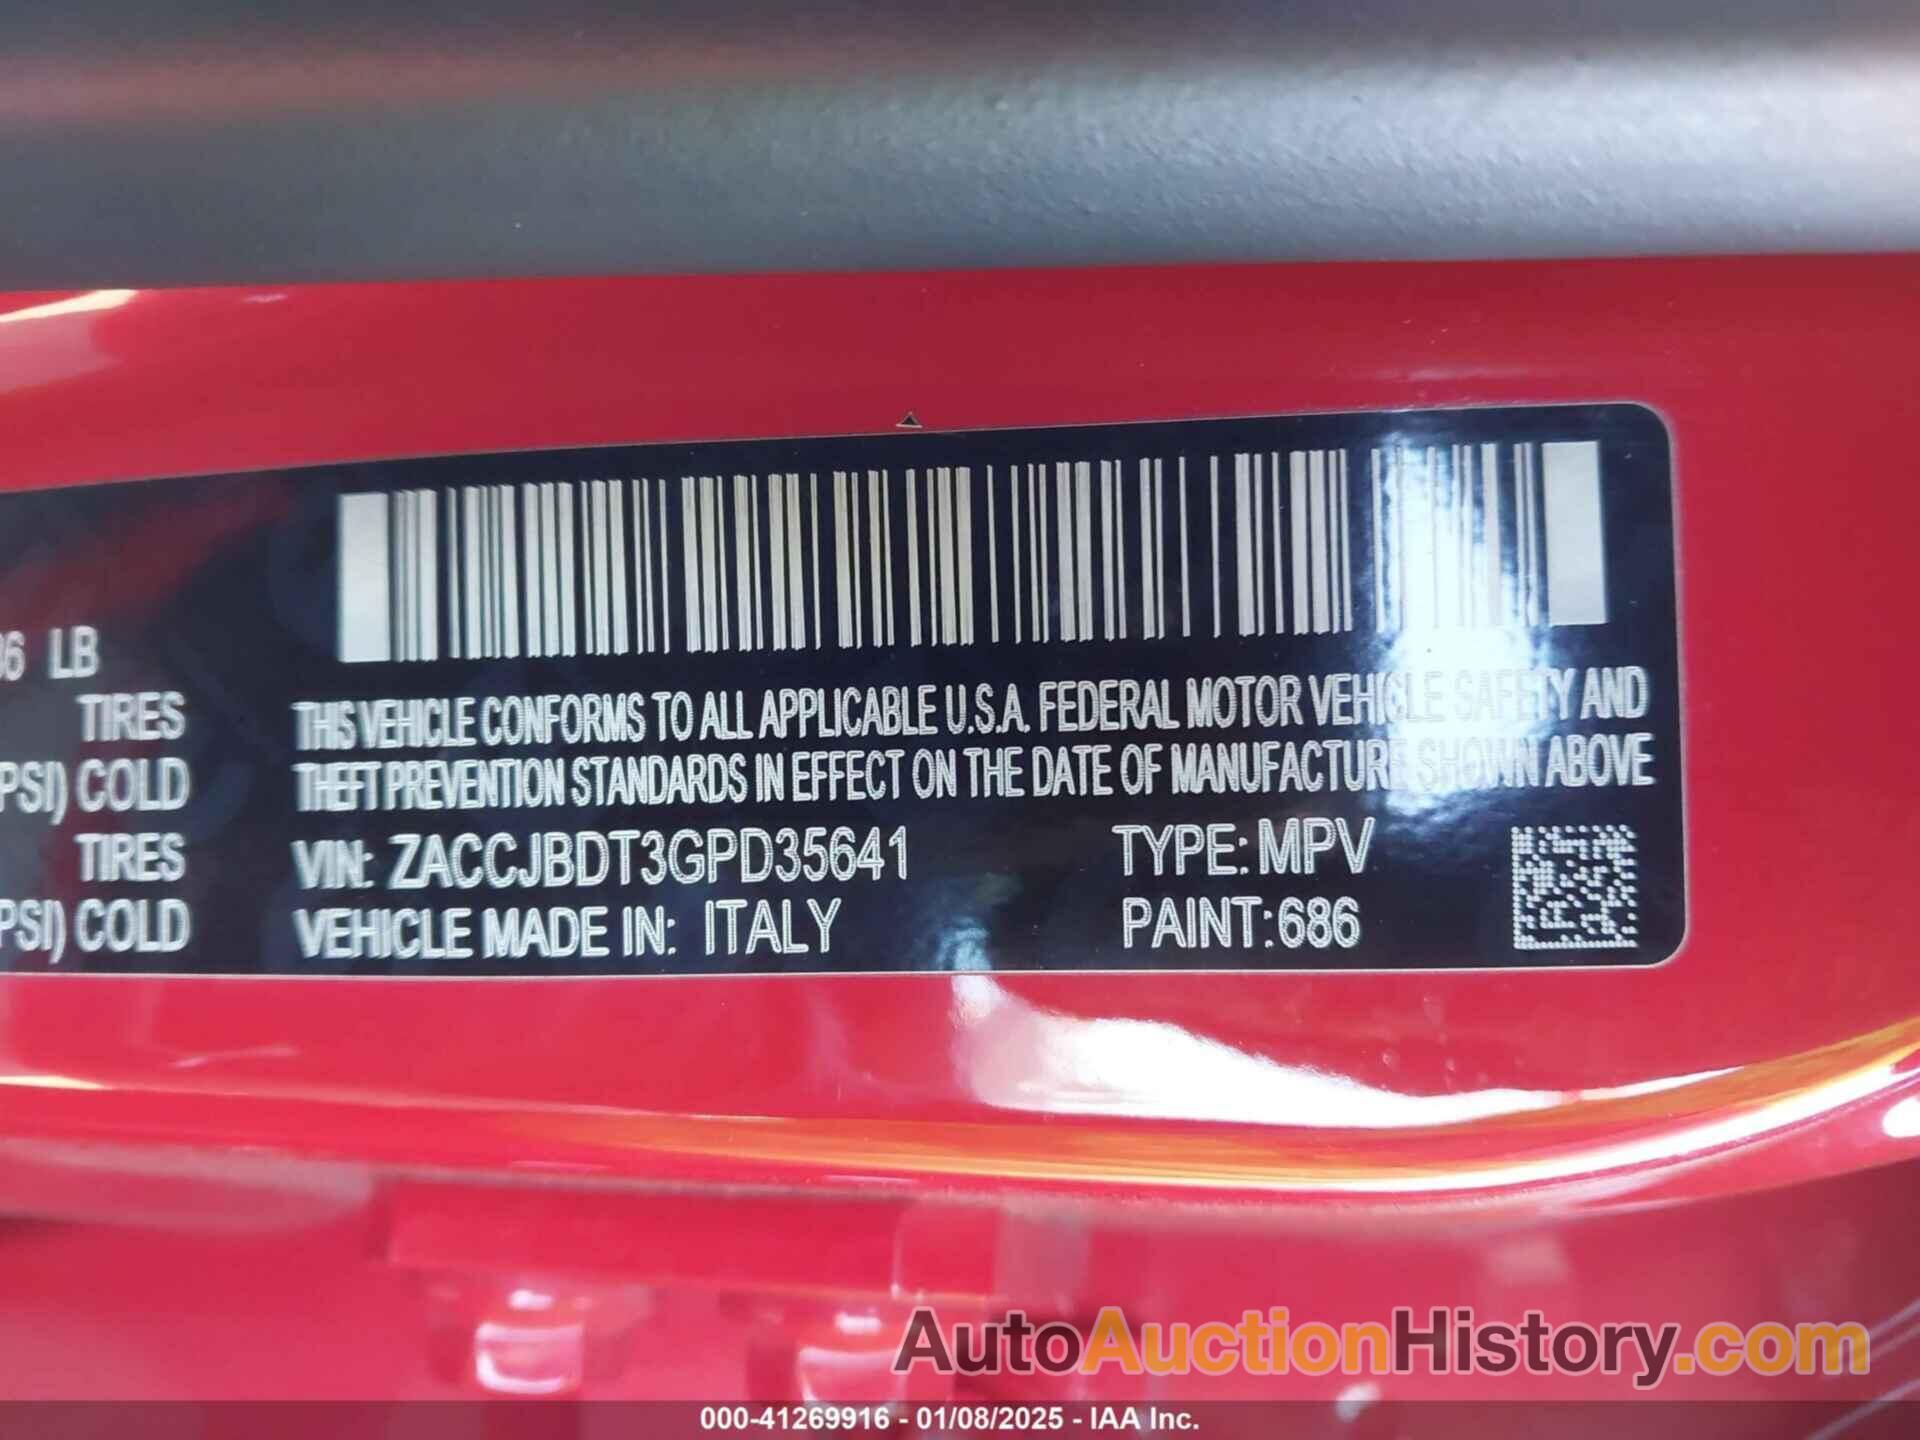 LB
TIRES
PSI) COLD
TIRES
PSI) COLD
THIS VEHICLE CONFORMS TO ALL APPLICABLE U.S.A. FEDERAL MOTOR VEHICLE SAFETY AND
THEFT PREVENTION STANDARDS IN EFFECT ON THE DATE OF MANUFACTURE SHOWN ABOVE
VIN: ZACCJBDT3GPD35641 TYPE: MPV
VEHICLE MADE IN: ITALY PAINT: 686
AutoAuctionHistory.com
000-41269916 - 01/08/2025 - IAA Inc.